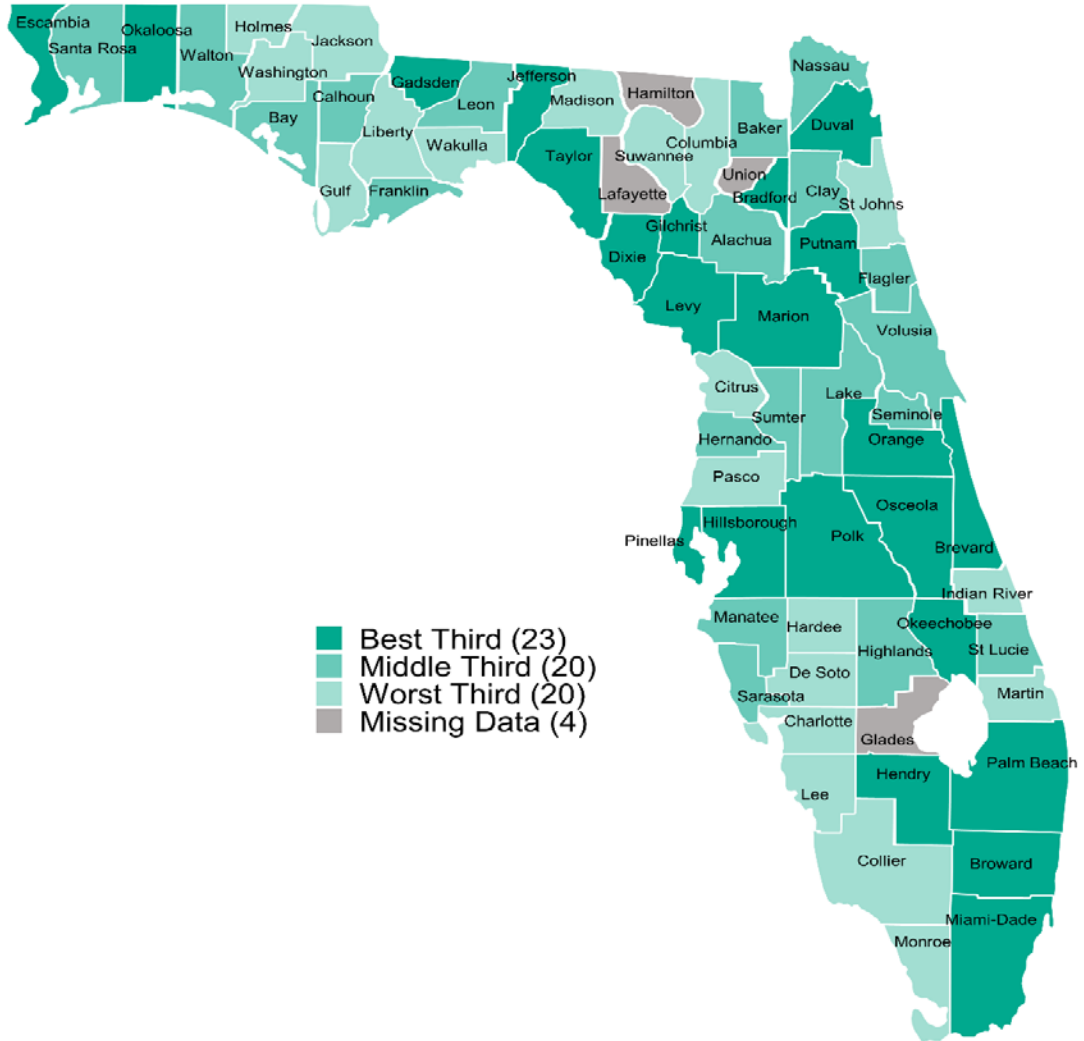 Escambia
Santa Rosa
Okaloosa
Walton
Holmes
Jackson
Washington
Calhoun
Bay
Liberty
Gulf
Franklin
Gadsden
Leon
Wakulla
Jefferson
Madison
Taylor
Hamilton
Suwannee
Columbia
Lafayette
Baker
Nassau
Duval
Union
Bradford
Clay
St Johns
Gilchrist
Alachua
Putnam
Dixie
Flagler
Levy
Marion
Volusia
Citrus
Sumter
Lake
Seminole
Hernando
Orange
Pasco
Osceola
Pinellas
Hillsborough
Polk
Brevard
Indian River
Manatee
Hardee
Okeechobee
Highlands
St Lucie
De Soto
Sarasota
Martin
Charlotte
Glades
Palm Beach
Hendry
Lee
Collier
Broward
Miami-Dade
Monroe
Best Third (23)
Middle Third (20)
Worst Third (20)
Missing Data (4)